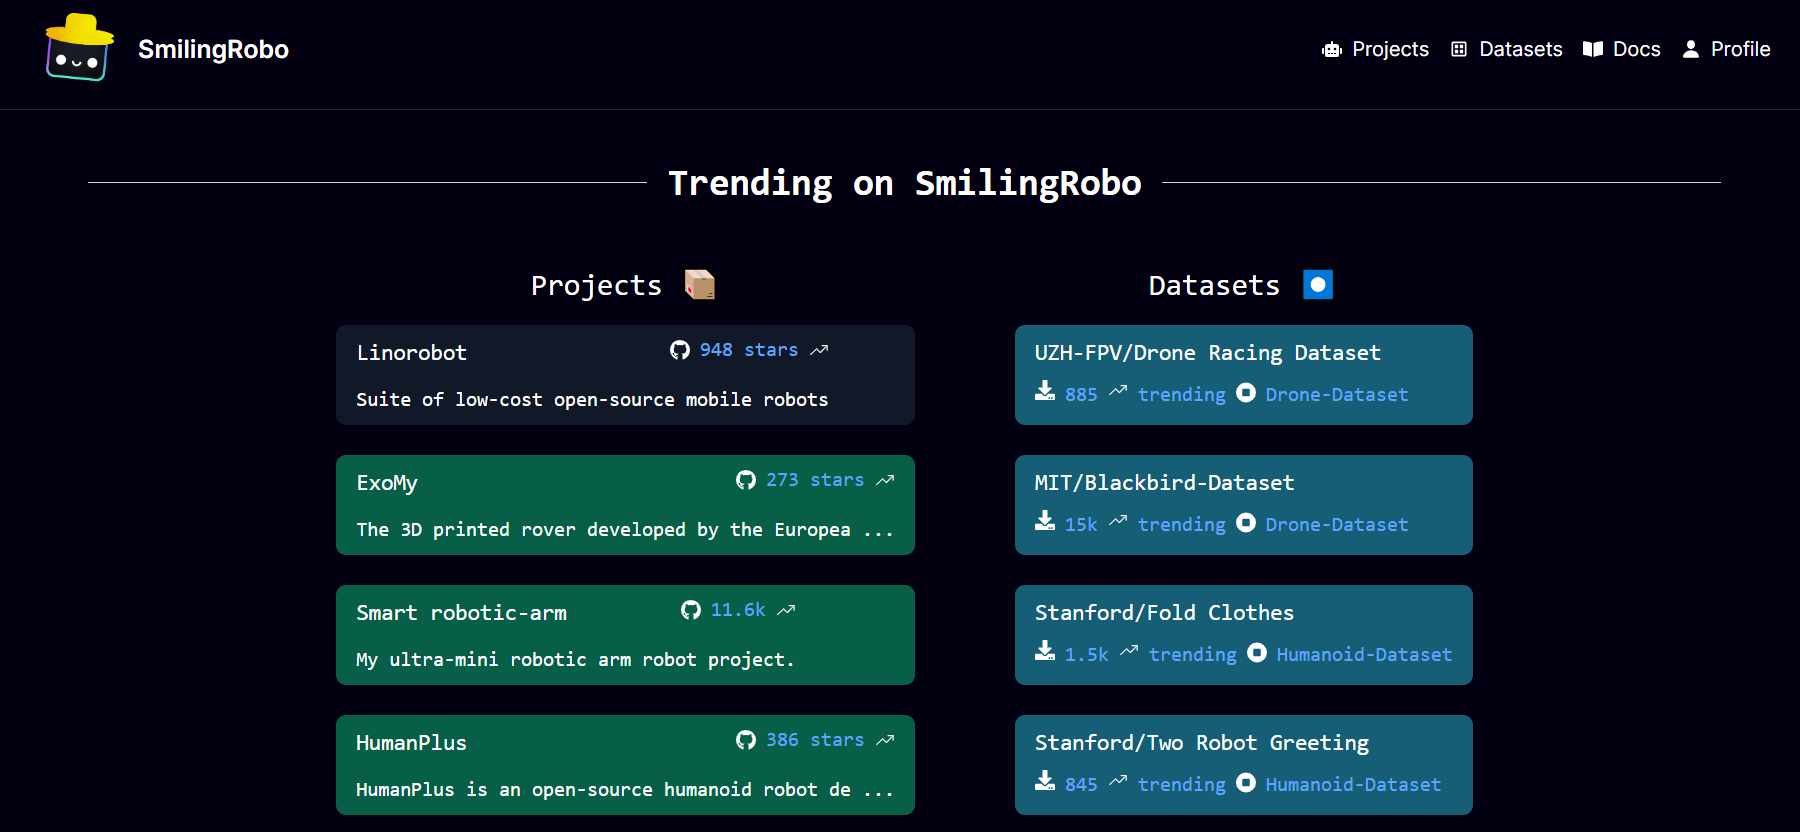 SmilingRobo
Projects Datasets Docs Profile
Trending on SmilingRobo
Projects
Linorobot 948 stars
Suite of low-cost open-source mobile robots
ExoMy 273 stars
The 3D printed rover developed by the Europea ...
Smart robotic-arm 11.6k
My ultra-mini robotic arm robot project.
HumanPlus 386 stars
HumanPlus is an open-source humanoid robot de ...
Datasets
UZH-FPV/Drone Racing Dataset
885 trending Drone-Dataset
MIT/Blackbird-Dataset
15k trending Drone-Dataset
Stanford/Fold Clothes
1.5k trending Humanoid-Dataset
Stanford/Two Robot Greeting
845 trending Humanoid-Dataset